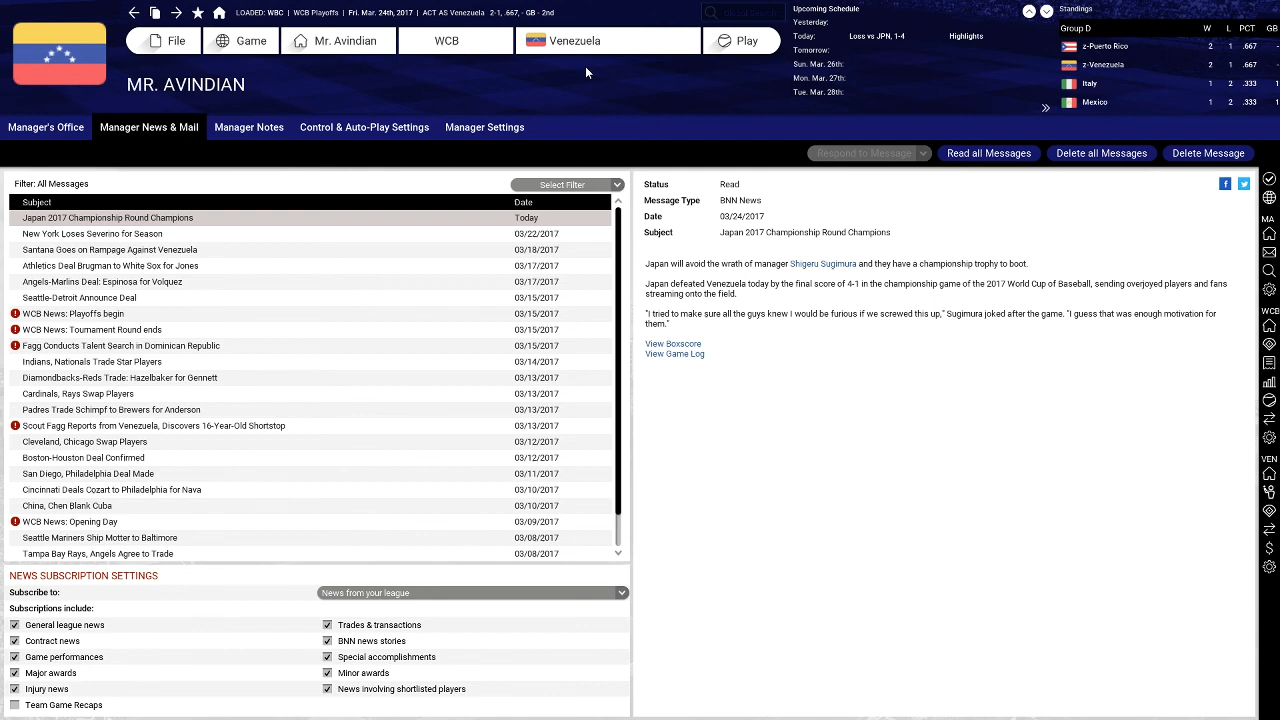 LOADED: WBC | WCB Playoffs | Fri. Mar. 24th, 2017 | ACT AS Venezuela 2-1, .667, - GB - 2nd
File
Game
Mr. Avindian
WCB
Venezuela
Play
Upcoming Schedule
Yesterday:
Today: Loss vs JPN, 1-4 Highlights
Tomorrow:
Sun. Mar. 26th:
Mon. Mar. 27th:
Tue. Mar. 28th:
Standings
Group D W L PCT GB
z-Puerto Rico 2 1 .667
z-Venezuela 2 1 .667
Italy 1 2 .333 1
Mexico 1 2 .333 1
MR. AVINDIAN
Manager's Office
Manager News & Mail
Manager Notes
Control & Auto-Play Settings
Manager Settings
Respond to Message
Read all Messages
Delete all Messages
Delete Message
Filter: All Messages
Select Filter
Subject Date
Japan 2017 Championship Round Champions Today
New York Loses Severino for Season 03/22/2017
Santana Goes on Rampage Against Venezuela 03/18/2017
Athletics Deal Brugman to White Sox for Jones 03/17/2017
Angels-Marlins Deal: Espinosa for Volquez 03/17/2017
Seattle-Detroit Announce Deal 03/15/2017
WCB News: Playoffs begin 03/15/2017
WCB News: Tournament Round ends 03/15/2017
Fagg Conducts Talent Search in Dominican Republic 03/15/2017
Indians, Nationals Trade Star Players 03/14/2017
Diamondbacks-Reds Trade: Hazelbaker for Gennett 03/13/2017
Cardinals, Rays Swap Players 03/13/2017
Padres Trade Schimpf to Brewers for Anderson 03/13/2017
Scout Fagg Reports from Venezuela, Discovers 16-Year-Old Shortstop 03/13/2017
Cleveland, Chicago Swap Players 03/12/2017
Boston-Houston Deal Confirmed 03/12/2017
San Diego, Philadelphia Deal Made 03/11/2017
Cincinnati Deals Cozart to Philadelphia for Nava 03/10/2017
China, Chen Blank Cuba 03/10/2017
WCB News: Opening Day 03/09/2017
Seattle Mariners Ship Motter to Baltimore 03/08/2017
Tampa Bay Rays, Angels Agree to Trade 03/08/2017
Status Read
Message Type BNN News
Date 03/24/2017
Subject Japan 2017 Championship Round Champions
Japan will avoid the wrath of manager Shigeru Sugimura and they have a championship trophy to boot.
Japan defeated Venezuela today by the final score of 4-1 in the championship game of the 2017 World Cup of Baseball, sending overjoyed players and fans
streaming onto the field.
"I tried to make sure all the guys knew I would be furious if we screwed this up," Sugimura joked after the game. "I guess that was enough motivation for
them."
View Boxscore
View Game Log
NEWS SUBSCRIPTION SETTINGS
Subscribe to: News from your league
Subscriptions include:
General league news
Trades & transactions
Contract news
BNN news stories
Game performances
Special accomplishments
Major awards
Minor awards
Injury news
News involving shortlisted players
Team Game Recaps
MA
WCB
VEN